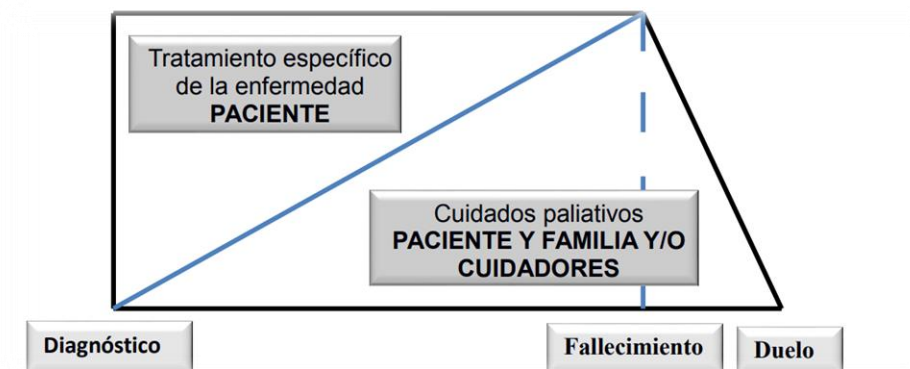 Tratamiento específico
de la enfermedad
PACIENTE
Cuidados paliativos
PACIENTE Y FAMILIA Y/O
CUIDADORES
Diagnóstico
Fallecimiento
Duelo